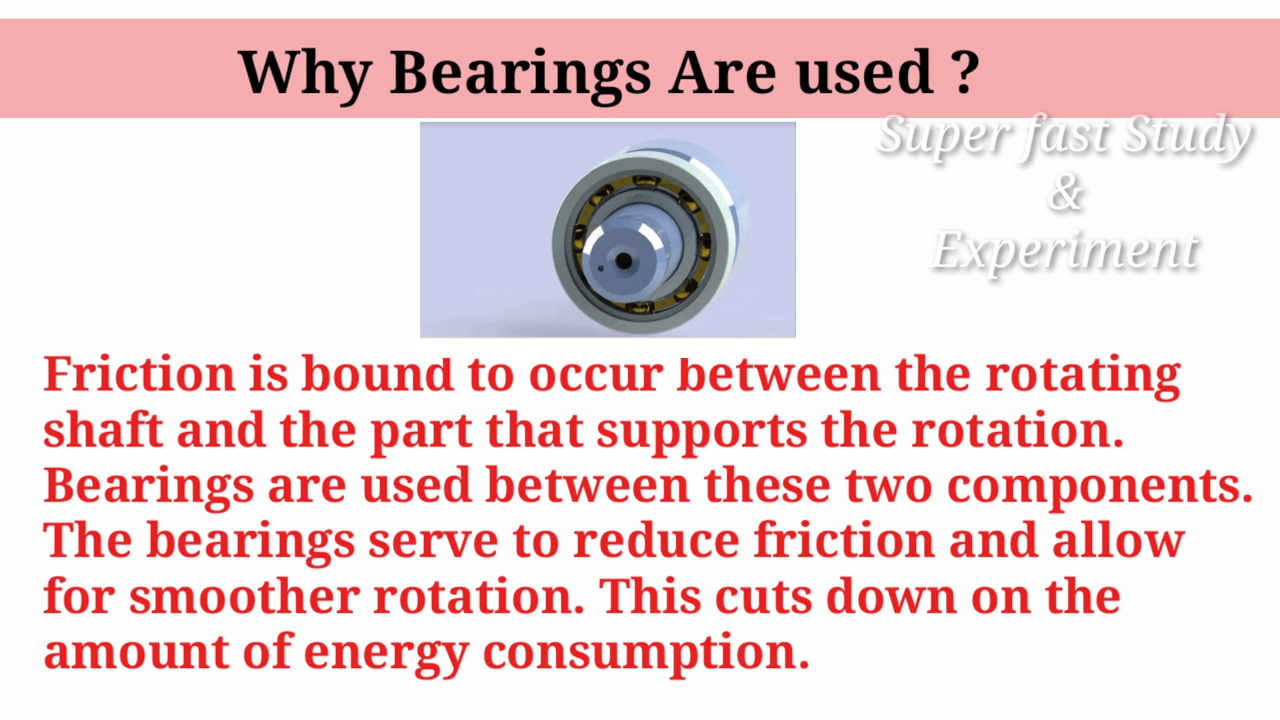 Why Bearings Are used ?
Super fast Study
&
Experiment
Friction is bound to occur between the rotating
shaft and the part that supports the rotation.
Bearings are used between these two components.
The bearings serve to reduce friction and allow
for smoother rotation. This cuts down on the
amount of energy consumption.